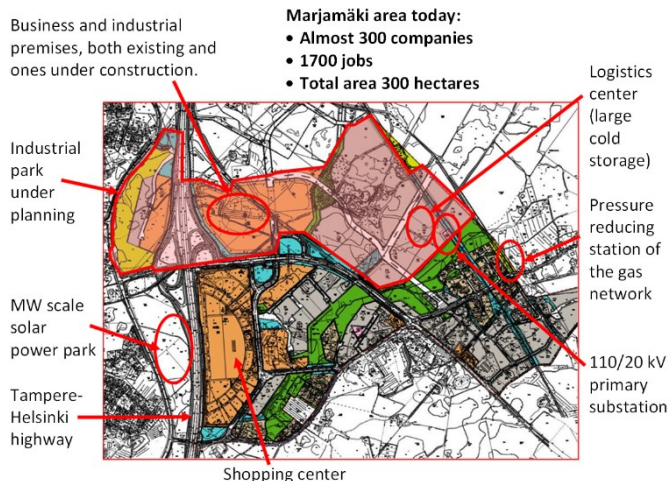 Business and industrial
premises, both existing and
ones under construction.
Marjamäki area today:
• Almost 300 companies
• 1700 jobs
• Total area 300 hectares
Logistics
center
(large
cold
storage)
Industrial
park
under
planning
Pressure
reducing
station of
the gas
network
MW scale
solar
power park
110/20 kV
primary
substation
Tampere-
Helsinki
highway
Shopping center